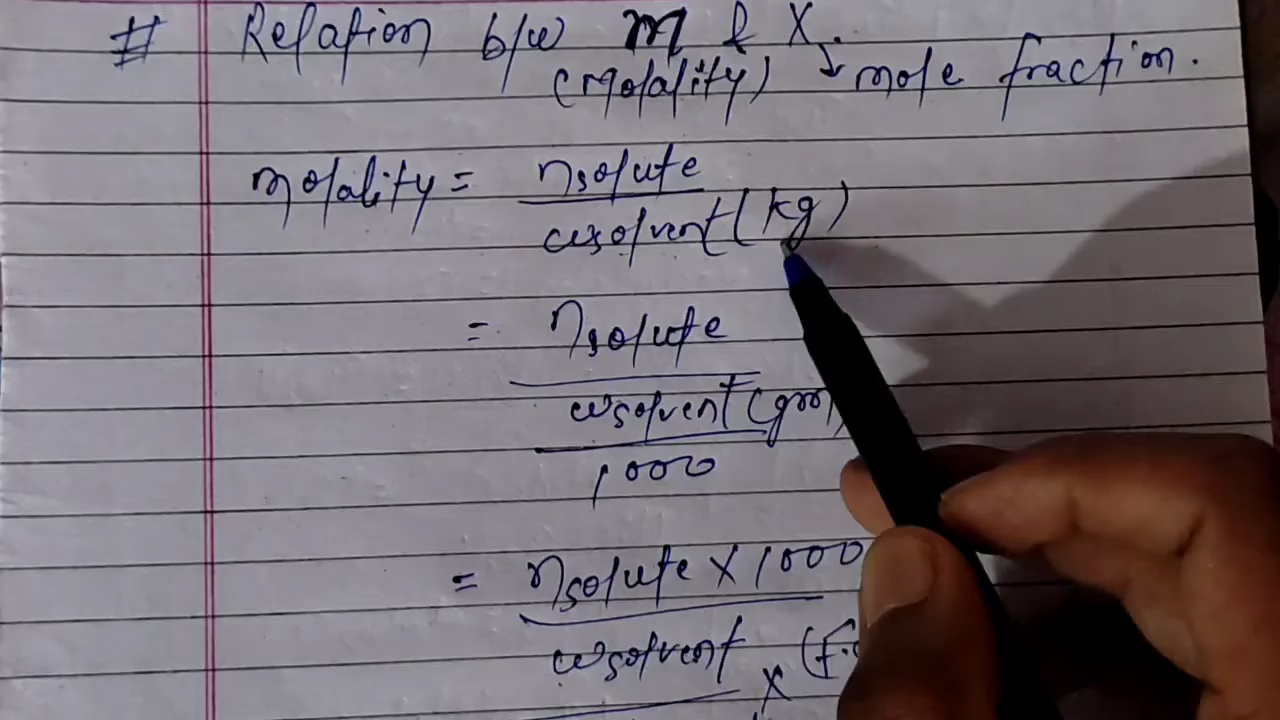 # Relation b/w m & X.
(Molality) ↳ mole fraction.
molality = nsolute
wsolvent (kg)
= nsolute
wsolvent (gm)
1000
= nsolute X 1000
wsolvent
X